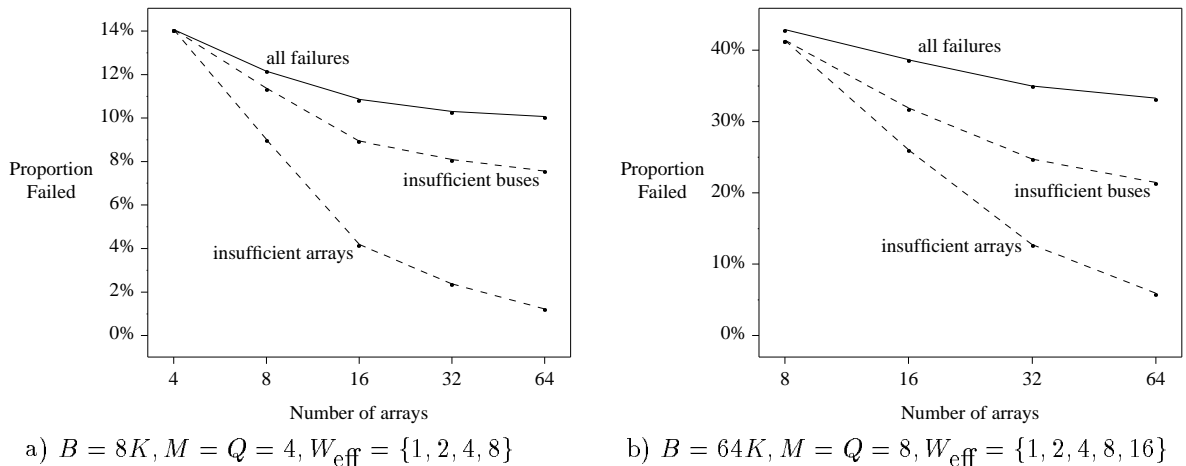 14%
12%
10%
8%
6%
4%
2%
0%
Proportion
Failed
all failures
insufficient buses
insufficient arrays
4 8 16 32 64
Number of arrays
a) B = 8K, M = Q = 4, W_eff = {1, 2, 4, 8}
40%
30%
20%
10%
0%
Proportion
Failed
all failures
insufficient buses
insufficient arrays
8 16 32 64
Number of arrays
b) B = 64K, M = Q = 8, W_eff = {1, 2, 4, 8, 16}